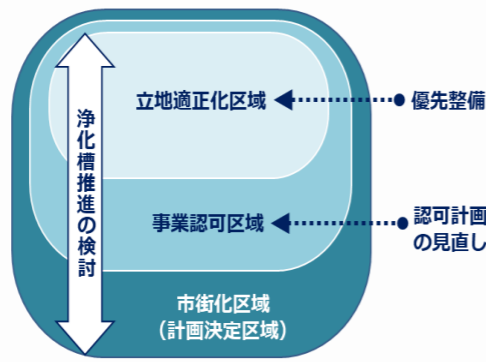 立地適正化区域
優先整備
浄化槽推進の検討
事業認可区域
認可計画
の見直し
市街化区域
（計画決定区域）